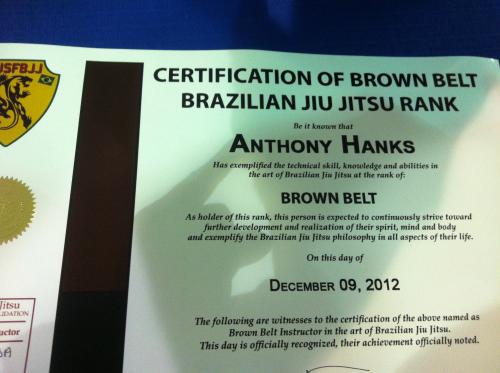 USFBJJ
CERTIFICATION OF BROWN BELT
BRAZILIAN JIU JITSU RANK
Be it known that
ANTHONY HANKS
Has exemplified the technical skill, knowledge and abilities in
the art of Brazilian Jiu Jitsu at the rank of:
BROWN BELT
As holder of this rank, this person is expected to continuously strive toward
further development and realization of their spirit, mind and body
and exemplify the Brazilian Jiu Jitsu philosophy in all aspects of their life.
On this day of
DECEMBER 09, 2012
The following are witnesses to the certification of the above named as
Brown Belt Instructor in the art of Brazilian Jiu Jitsu.
This day is officially recognized, their achievement officially noted.
Jitsu